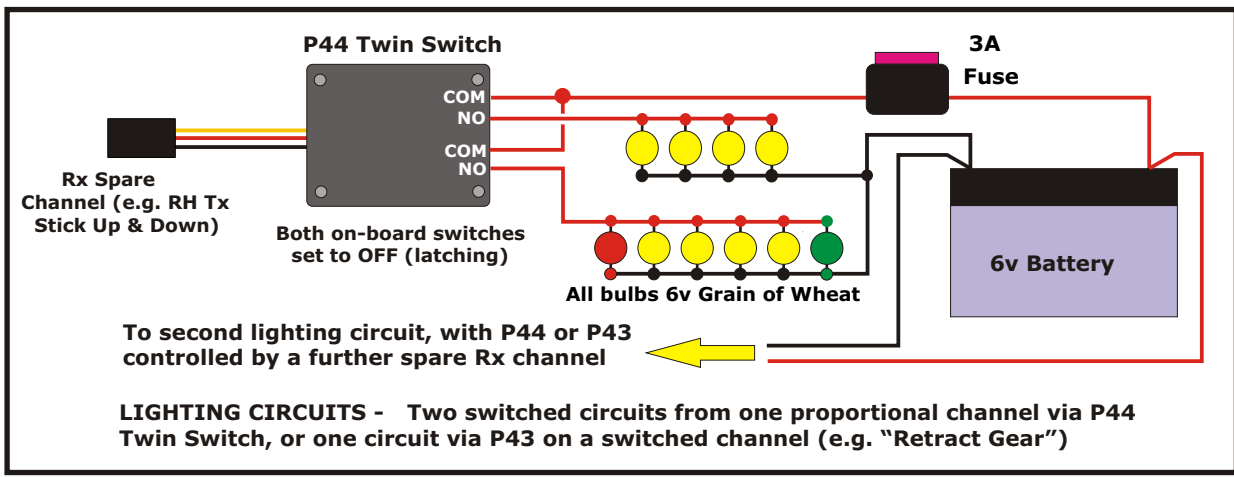 P44 Twin Switch
3A
Fuse
COM
NO
COM
NO
Rx Spare
Channel (e.g. RH Tx
Stick Up & Down)
Both on-board switches
set to OFF (latching)
6v Battery
All bulbs 6v Grain of Wheat
To second lighting circuit, with P44 or P43
controlled by a further spare Rx channel
LIGHTING CIRCUITS - Two switched circuits from one proportional channel via P44
Twin Switch, or one circuit via P43 on a switched channel (e.g. “Retract Gear”)